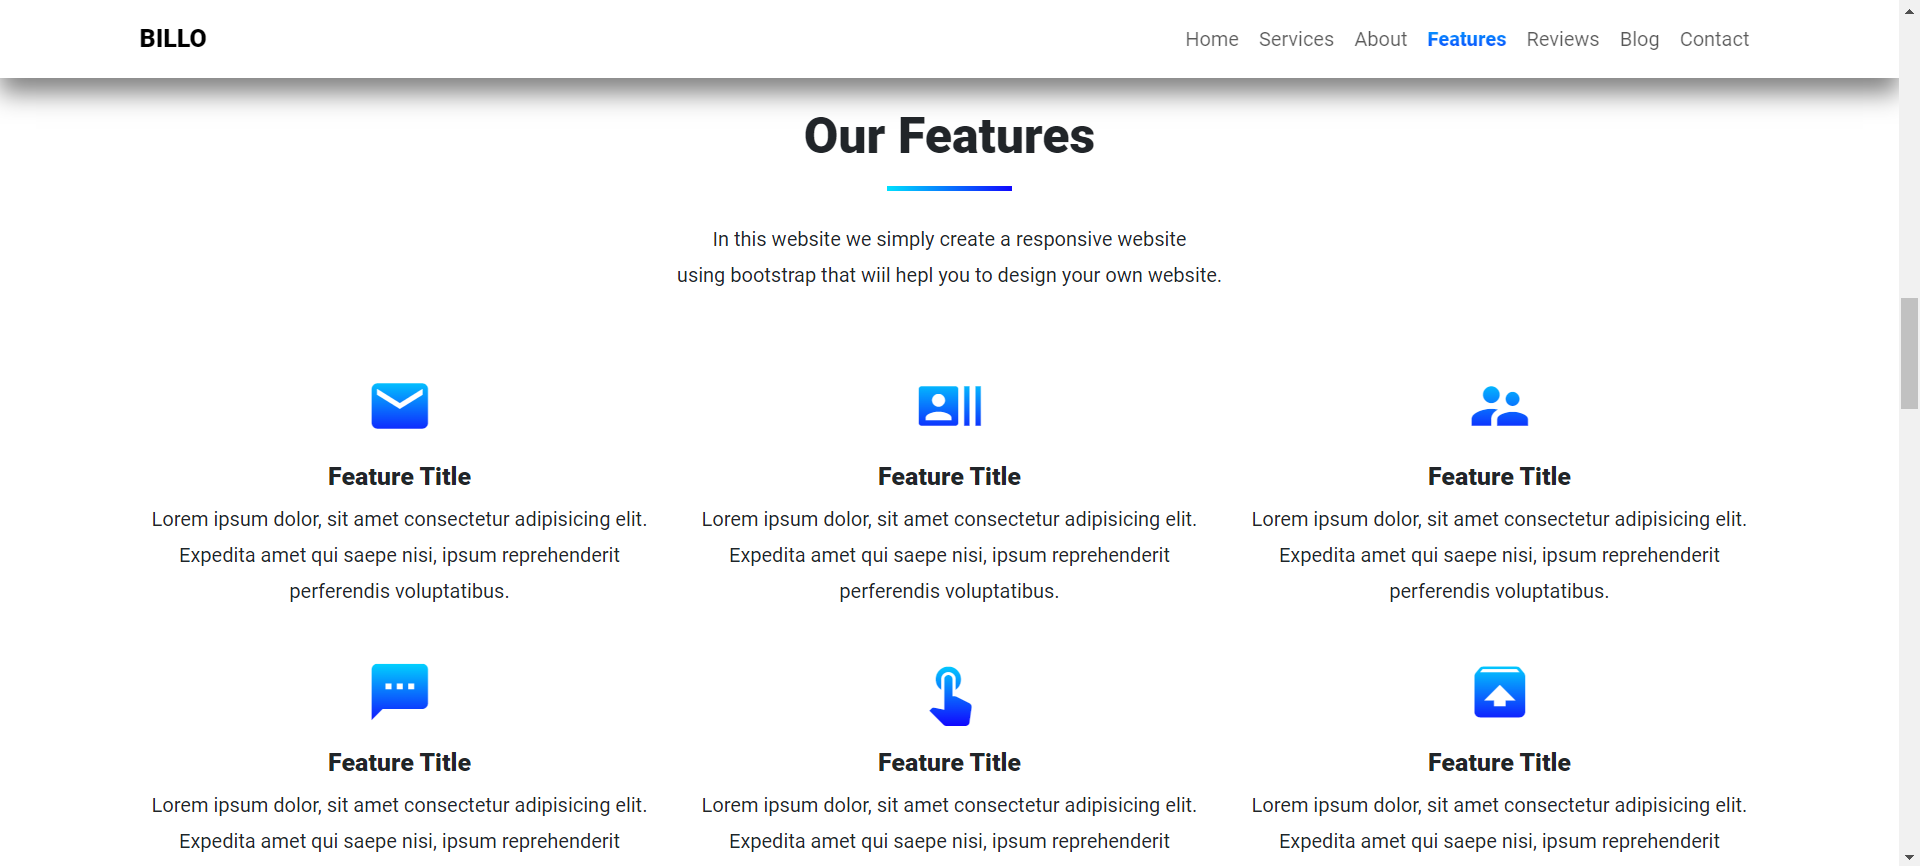 BILLO
Home Services About Features Reviews Blog Contact
Our Features
In this website we simply create a responsive website
using bootstrap that wiil hepl you to design your own website.
Feature Title
Lorem ipsum dolor, sit amet consectetur adipisicing elit.
Expedita amet qui saepe nisi, ipsum reprehenderit
perferendis voluptatibus.
Feature Title
Lorem ipsum dolor, sit amet consectetur adipisicing elit.
Expedita amet qui saepe nisi, ipsum reprehenderit
perferendis voluptatibus.
Feature Title
Lorem ipsum dolor, sit amet consectetur adipisicing elit.
Expedita amet qui saepe nisi, ipsum reprehenderit
perferendis voluptatibus.
Feature Title
Lorem ipsum dolor, sit amet consectetur adipisicing elit.
Expedita amet qui saepe nisi, ipsum reprehenderit
Feature Title
Lorem ipsum dolor, sit amet consectetur adipisicing elit.
Expedita amet qui saepe nisi, ipsum reprehenderit
Feature Title
Lorem ipsum dolor, sit amet consectetur adipisicing elit.
Expedita amet qui saepe nisi, ipsum reprehenderit